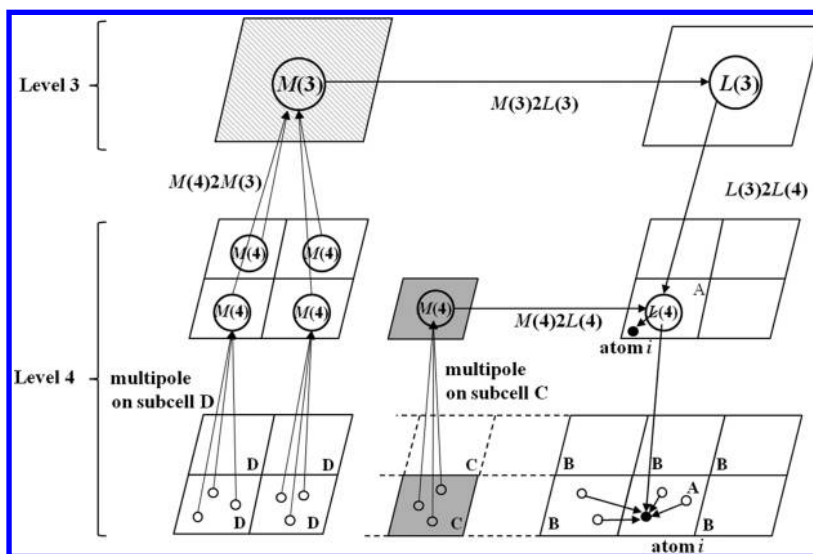 Level 3
M(3)
L(3)
M(3)2L(3)
M(4)2M(3)
L(3)2L(4)
M(4)
M(4)
A
M(4)
M(4)
M(4)
L(4)
M(4)2L(4)
atom i
Level 4
multipole
on subcell D
multipole
on subcell C
D
D
C
B
B
B
A
D
D
C
B
B
atom i